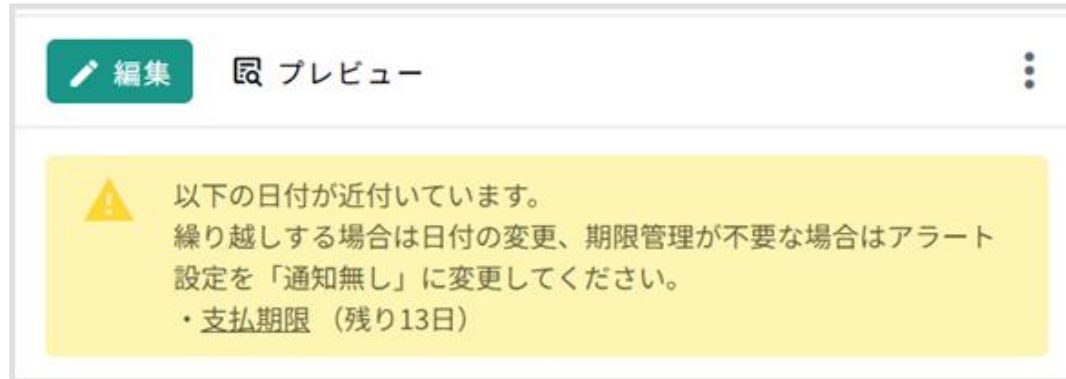 編集 プレビュー
以下の日付が近付いています。
繰り越しする場合は日付の変更、期限管理が不要な場合はアラート
設定を「通知無し」に変更してください。
・支払期限 （残り13日）